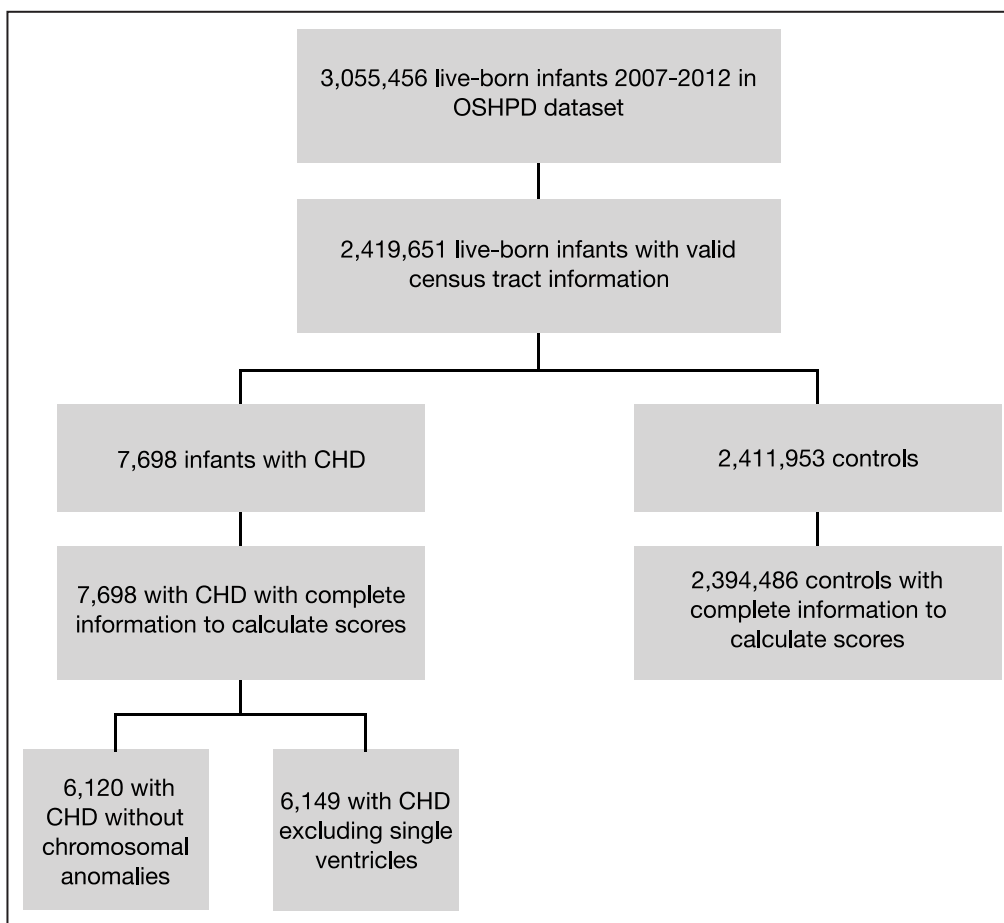 3,055,456 live-born infants 2007-2012 in
OSHPD dataset
2,419,651 live-born infants with valid
census tract information
7,698 infants with CHD
2,411,953 controls
7,698 with CHD with complete
information to calculate scores
2,394,486 controls with
complete information to
calculate scores
6,120 with
CHD without
chromosomal
anomalies
6,149 with CHD
excluding single
ventricles